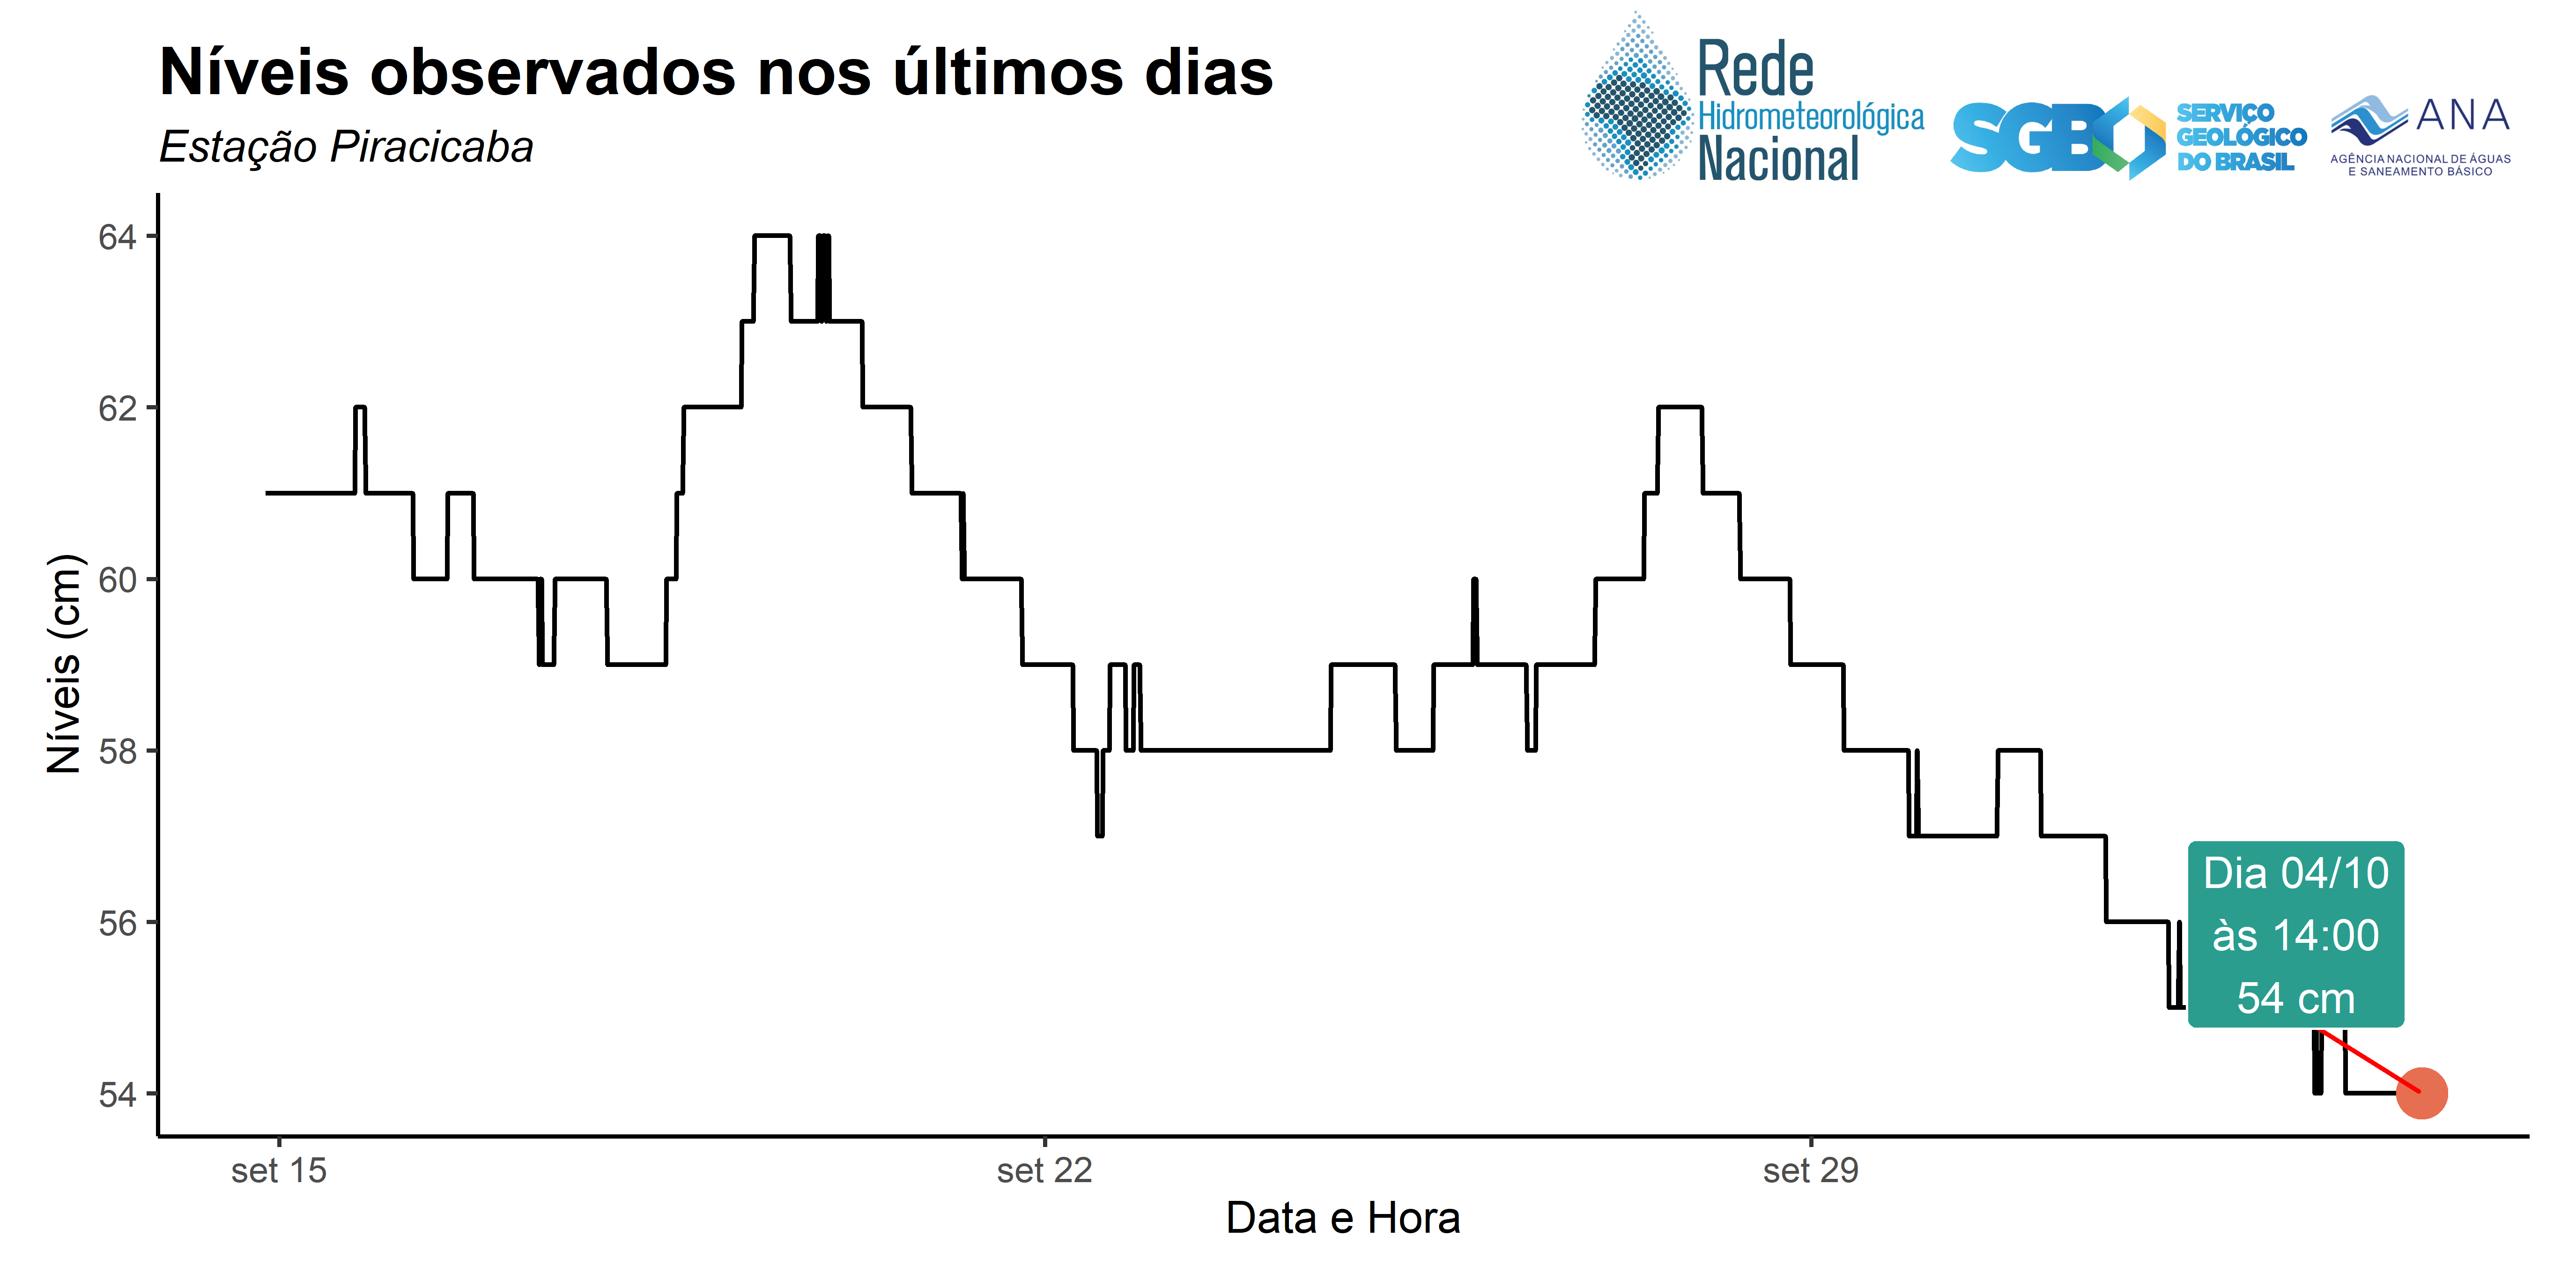 Níveis observados nos últimos dias
Estação Piracicaba
Rede
Hidrometeorológica
Nacional
SGB
SERVIÇO
GEOLÓGICO
DO BRASIL
ANA
AGÊNCIA NACIONAL DE ÁGUAS
E SANEAMENTO BÁSICO
Níveis (cm)
64
62
60
58
56
54
Dia 04/10
às 14:00
54 cm
set 15
set 22
set 29
Data e Hora